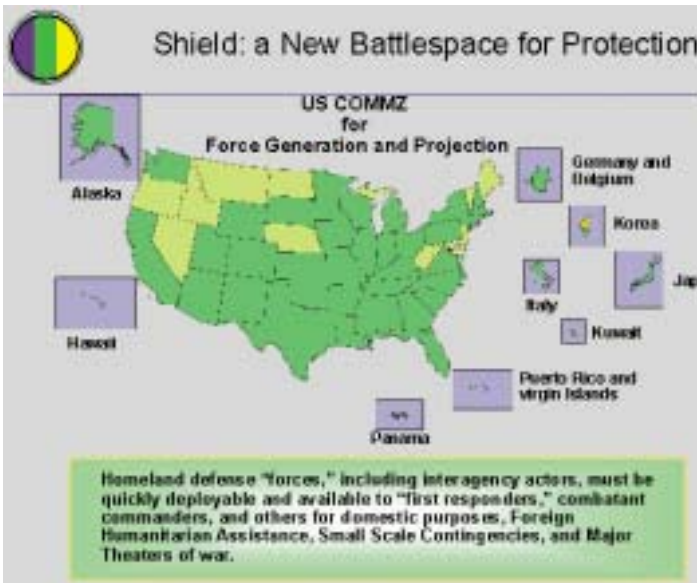 Shield: a New Battlespace for Protection
US COMMZ
for
Force Generation and Projection
Alaska
Germany and
Belgium
Korea
Italy
Jap
Hawaii
Kuwait
Puerto Rico and
virgin Islands
Panama
Homeland defense "forces," including interagency actors, must be
quickly deployable and available to "first responders," combatant
commanders, and others for domestic purposes, Foreign
Humanitarian Assistance, Small Scale Contingencies, and Major
Theaters of war.